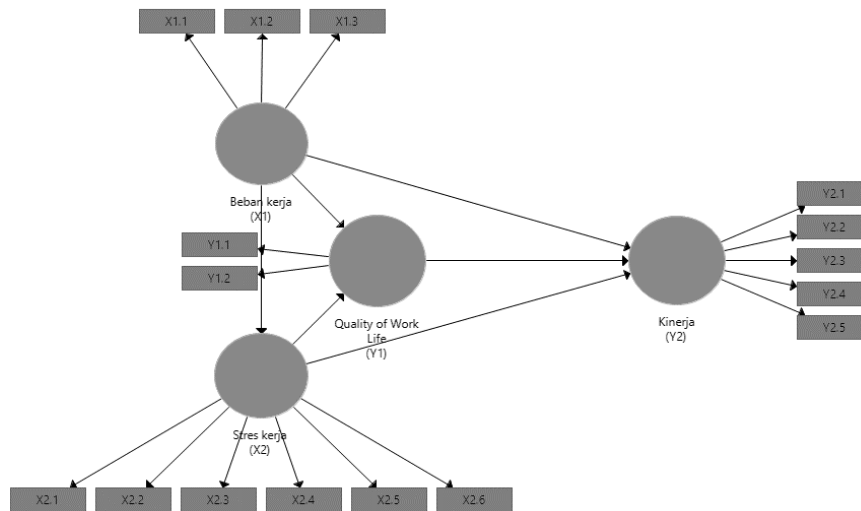 X1.1
X1.2
X1.3
Beban kerja
(X1)
Y1.1
Y1.2
Quality of Work
Life
(Y1)
Kinerja
(Y2)
Y2.1
Y2.2
Y2.3
Y2.4
Y2.5
Stres kerja
(X2)
X2.1
X2.2
X2.3
X2.4
X2.5
X2.6